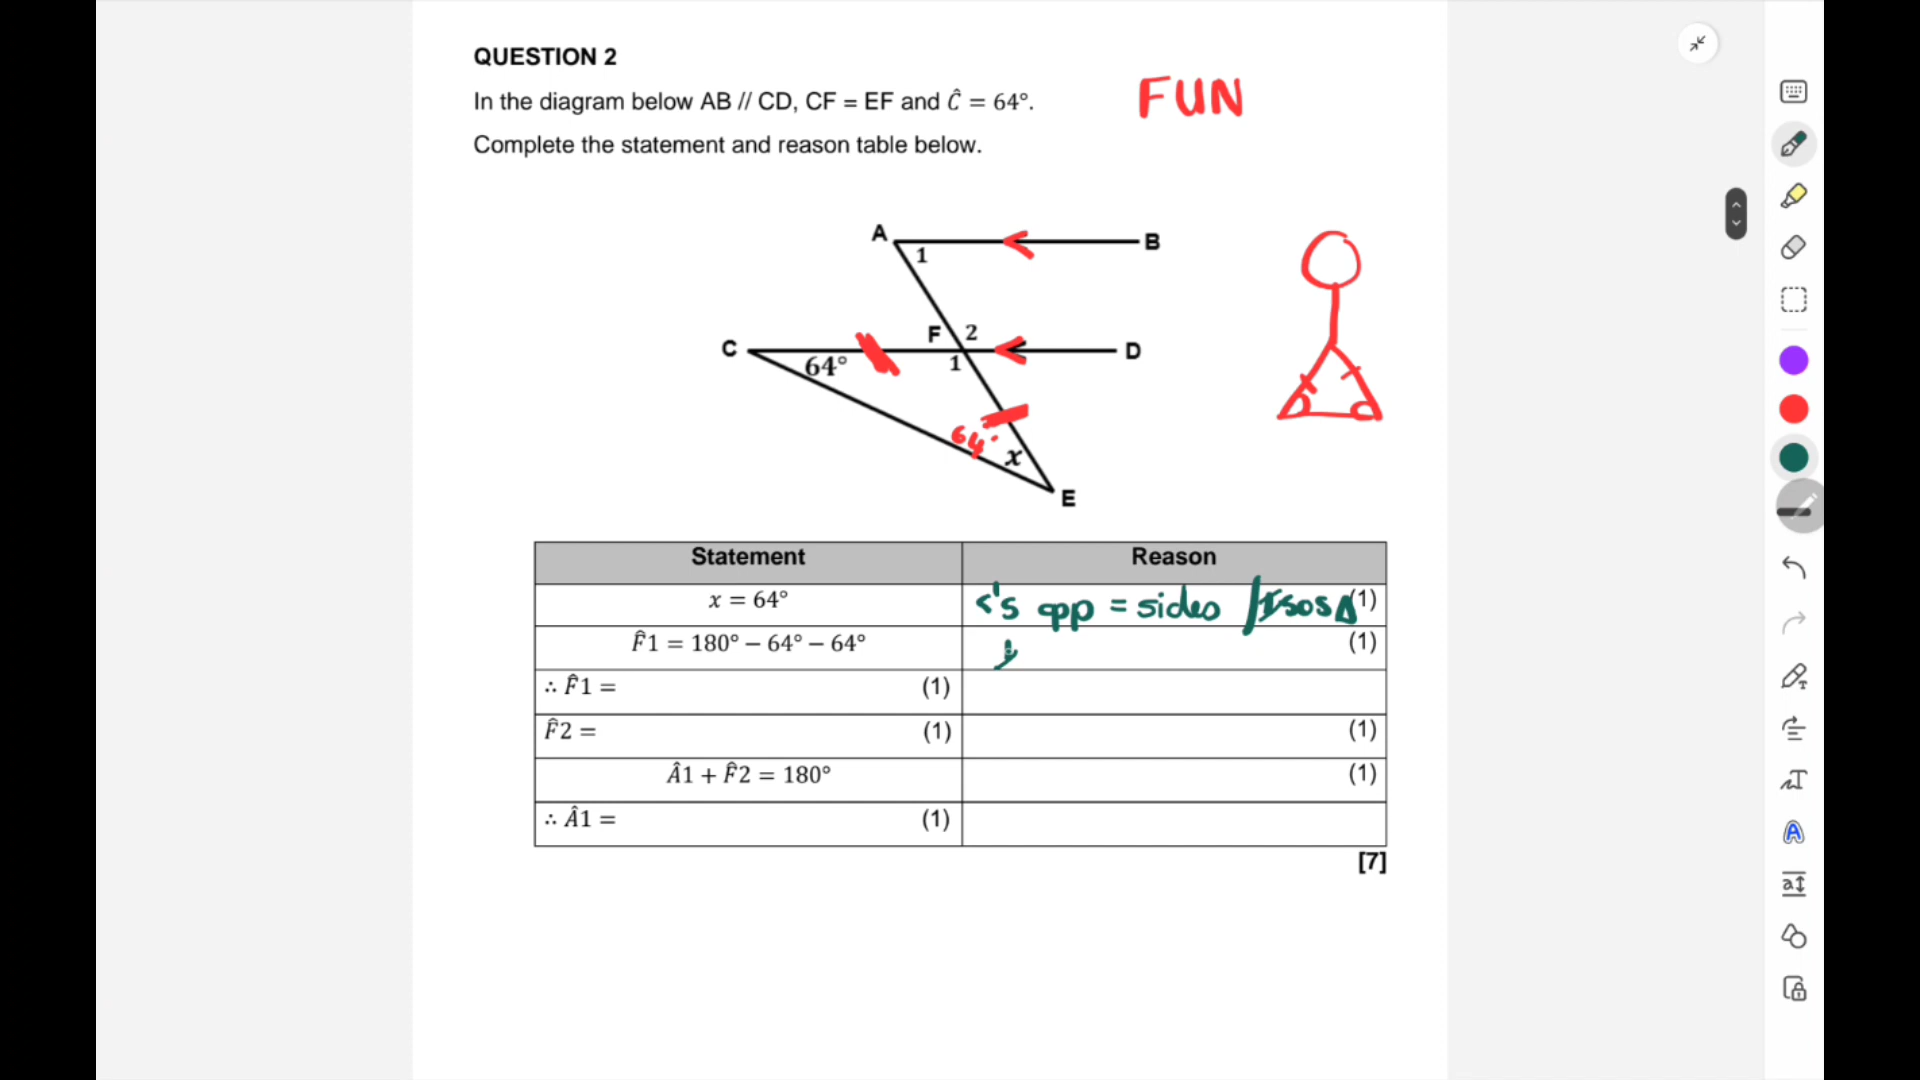 QUESTION 2
In the diagram below AB // CD, CF = EF and Ĉ = 64°.
FUN
Complete the statement and reason table below.
A
1
B
F 2
C
64°
1
D
64°
x
E
Statement Reason
x = 64° <'s opp = sides / Isos Δ (1)
F̂1 = 180° − 64° − 64° (1)
∴ F̂1 = (1)
F̂2 = (1) (1)
Â1 + F̂2 = 180° (1)
∴ Â1 = (1)
[7]